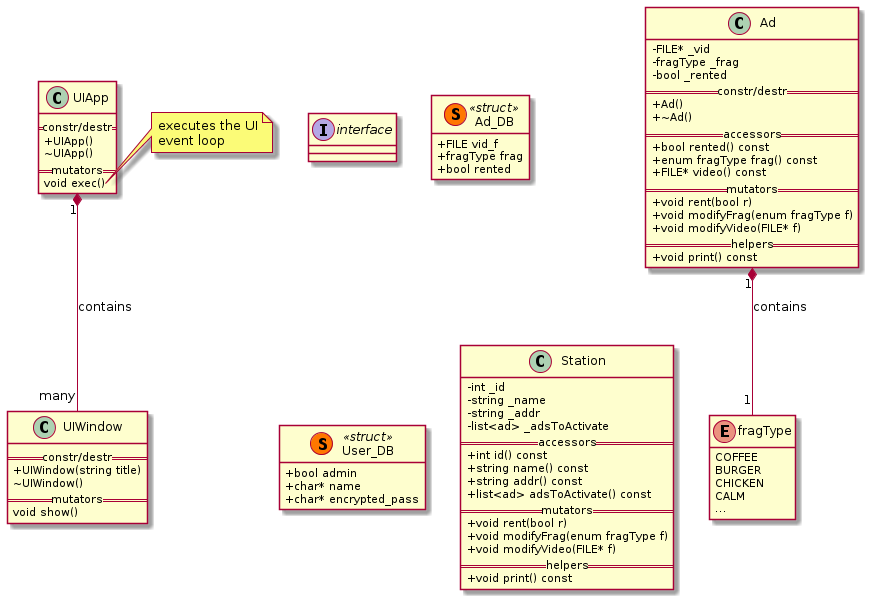 C UIApp
constr/destr
+UIApp()
~UIApp()
mutators
void exec()
executes the UI
event loop
I interface
S «struct»
Ad_DB
+FILE vid_f
+fragType frag
+bool rented
C Ad
-FILE* _vid
-fragType _frag
-bool _rented
constr/destr
+Ad()
+~Ad()
accessors
+bool rented() const
+enum fragType frag() const
+FILE* video() const
mutators
+void rent(bool r)
+void modifyFrag(enum fragType f)
+void modifyVideo(FILE* f)
helpers
+void print() const
1
contains
many
1
contains
1
C UIWindow
constr/destr
+UIWindow(string title)
~UIWindow()
mutators
void show()
S «struct»
User_DB
+bool admin
+char* name
+char* encrypted_pass
C Station
-int _id
-string _name
-string _addr
-list<ad> _adsToActivate
accessors
+int id() const
+string name() const
+string addr() const
+list<ad> adsToActivate() const
mutators
+void rent(bool r)
+void modifyFrag(enum fragType f)
+void modifyVideo(FILE* f)
helpers
+void print() const
E fragType
COFFEE
BURGER
CHICKEN
CALM
...